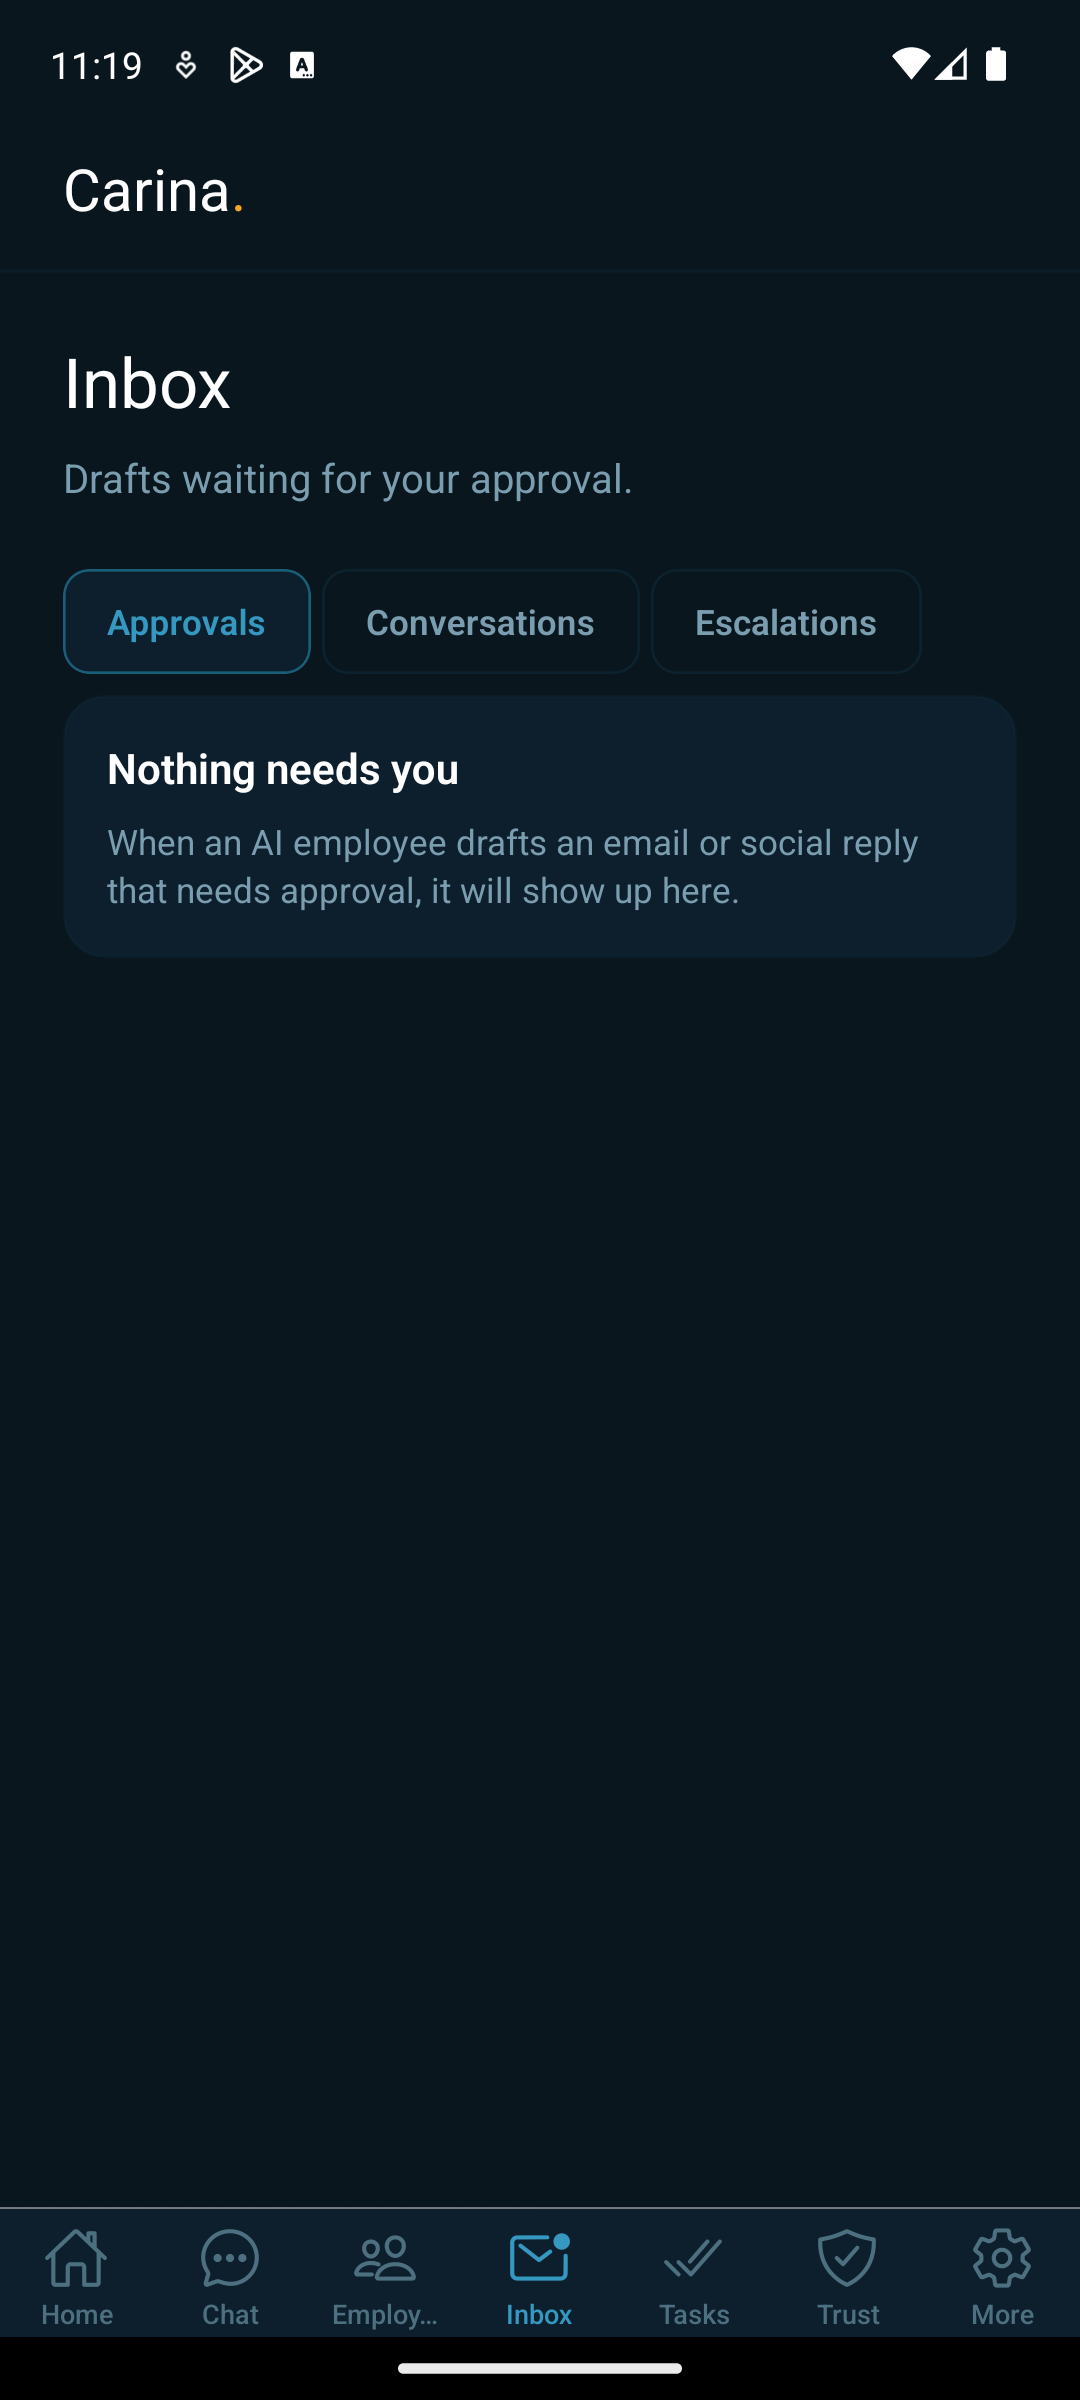 11:19
Carina.
Inbox
Drafts waiting for your approval.
Approvals
Conversations
Escalations
Nothing needs you
When an AI employee drafts an email or social reply
that needs approval, it will show up here.
Home
Chat
Employ...
Inbox
Tasks
Trust
More